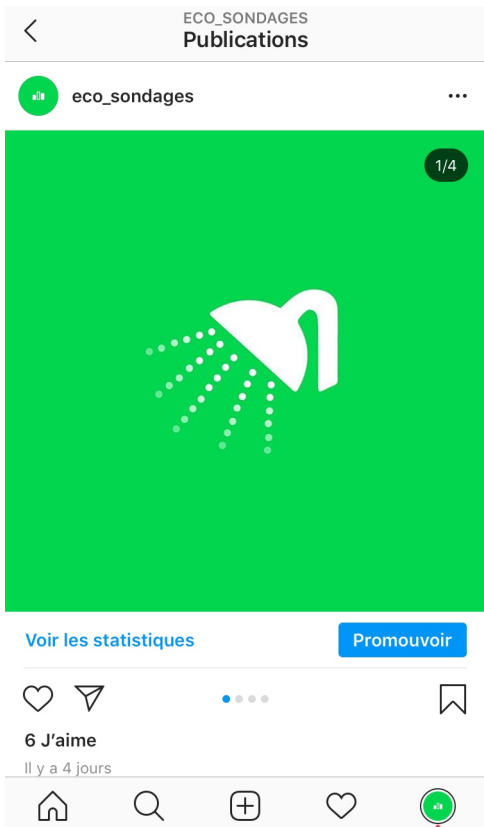 ECO_SONDAGES
Publications
eco_sondages
1/4
Voir les statistiques
Promouvoir
6 J’aime
Il y a 4 jours